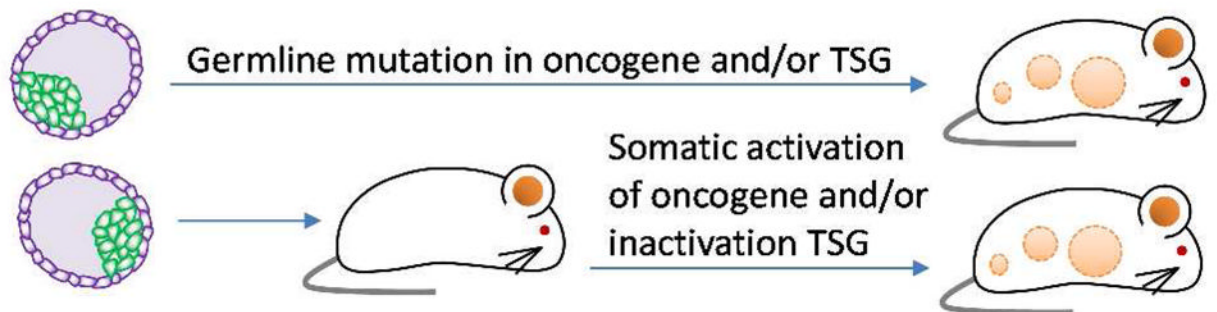 Germline mutation in oncogene and/or TSG
Somatic activation
of oncogene and/or
inactivation TSG